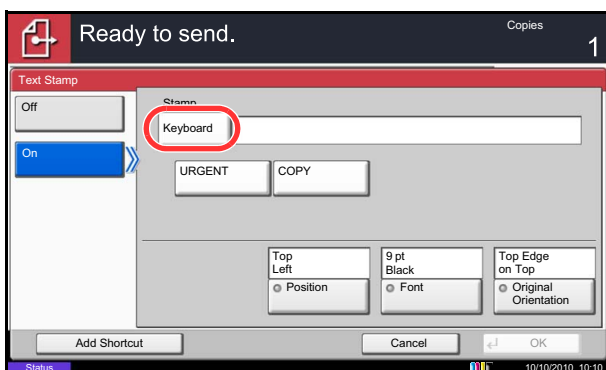 Ready to send.
Copies
1
Text Stamp
Off
Stamp
Keyboard
On
URGENT
COPY
Top
Left
9 pt
Black
Top Edge
on Top
Position
Font
Original
Orientation
Add Shortcut
Cancel
OK
Status
10/10/2010 10:10